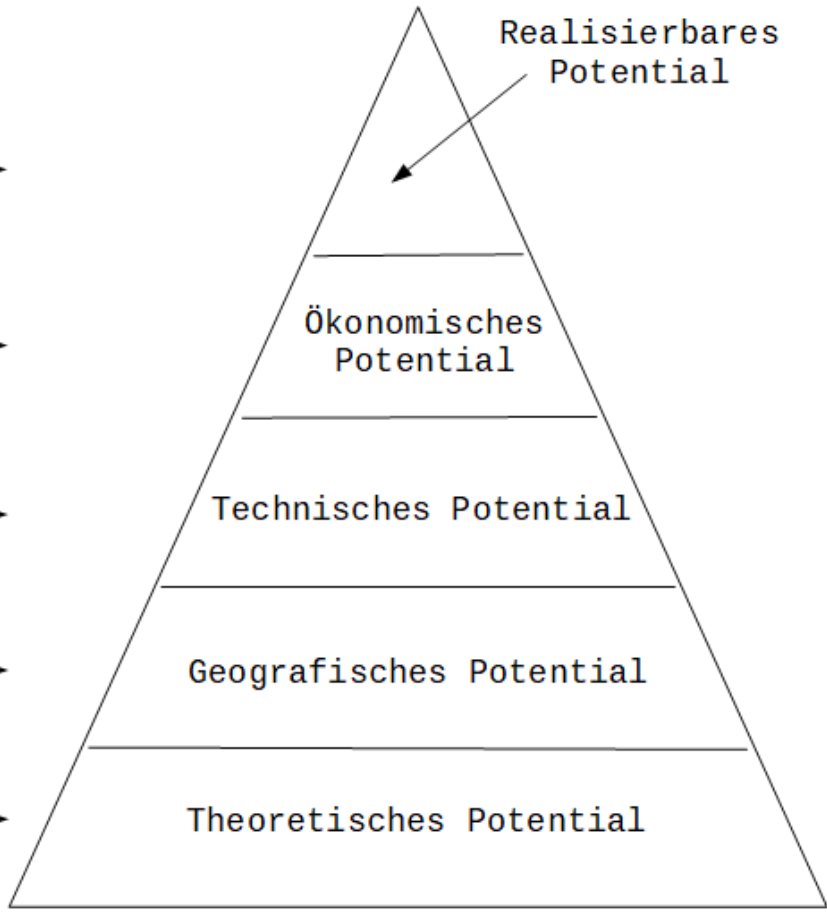 Realisierbares
Potential
Ökonomisches
Potential
Technisches Potential
Geografisches Potential
Theoretisches Potential